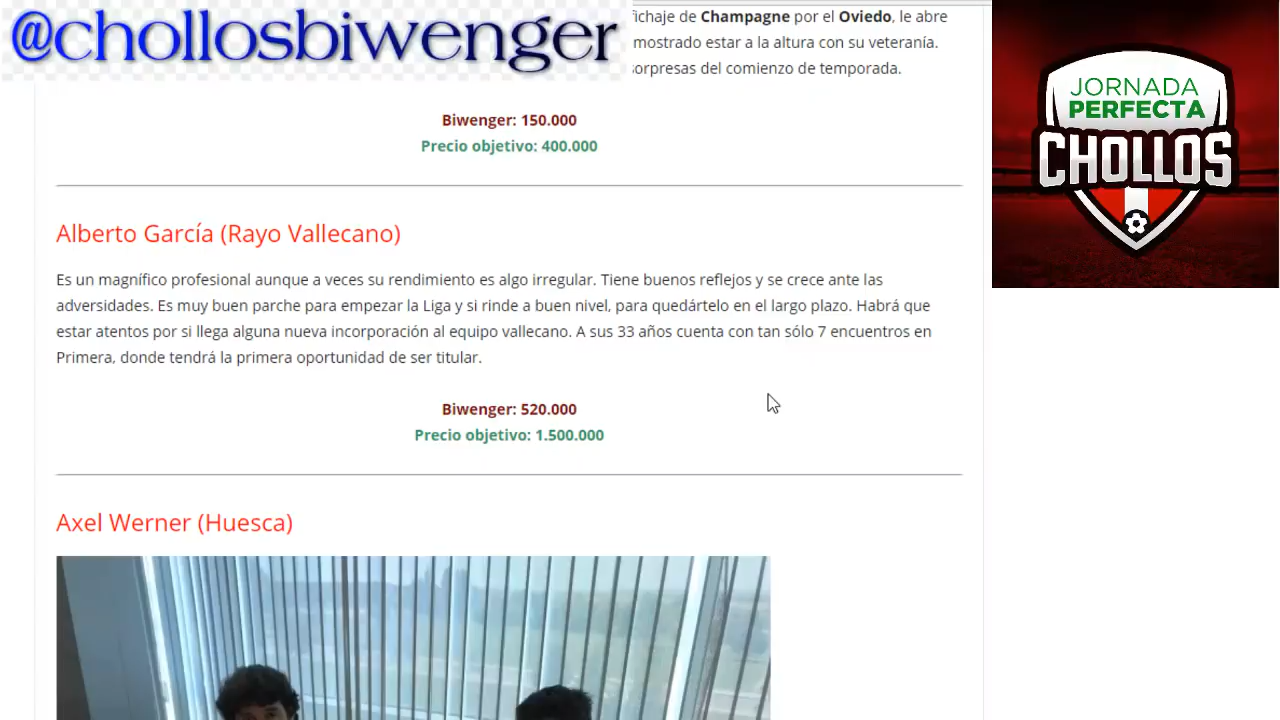 @chollosbiwenger
fichaje de Champagne por el Oviedo, le abre
mostrado estar a la altura con su veteranía.
sorpresas del comienzo de temporada.
JORNADA
PERFECTA
CHOLLOS
Biwenger: 150.000
Precio objetivo: 400.000
Alberto García (Rayo Vallecano)
Es un magnífico profesional aunque a veces su rendimiento es algo irregular. Tiene buenos reflejos y se crece ante las
adversidades. Es muy buen parche para empezar la Liga y si rinde a buen nivel, para quedártelo en el largo plazo. Habrá que
estar atentos por si llega alguna nueva incorporación al equipo vallecano. A sus 33 años cuenta con tan sólo 7 encuentros en
Primera, donde tendrá la primera oportunidad de ser titular.
Biwenger: 520.000
Precio objetivo: 1.500.000
Axel Werner (Huesca)